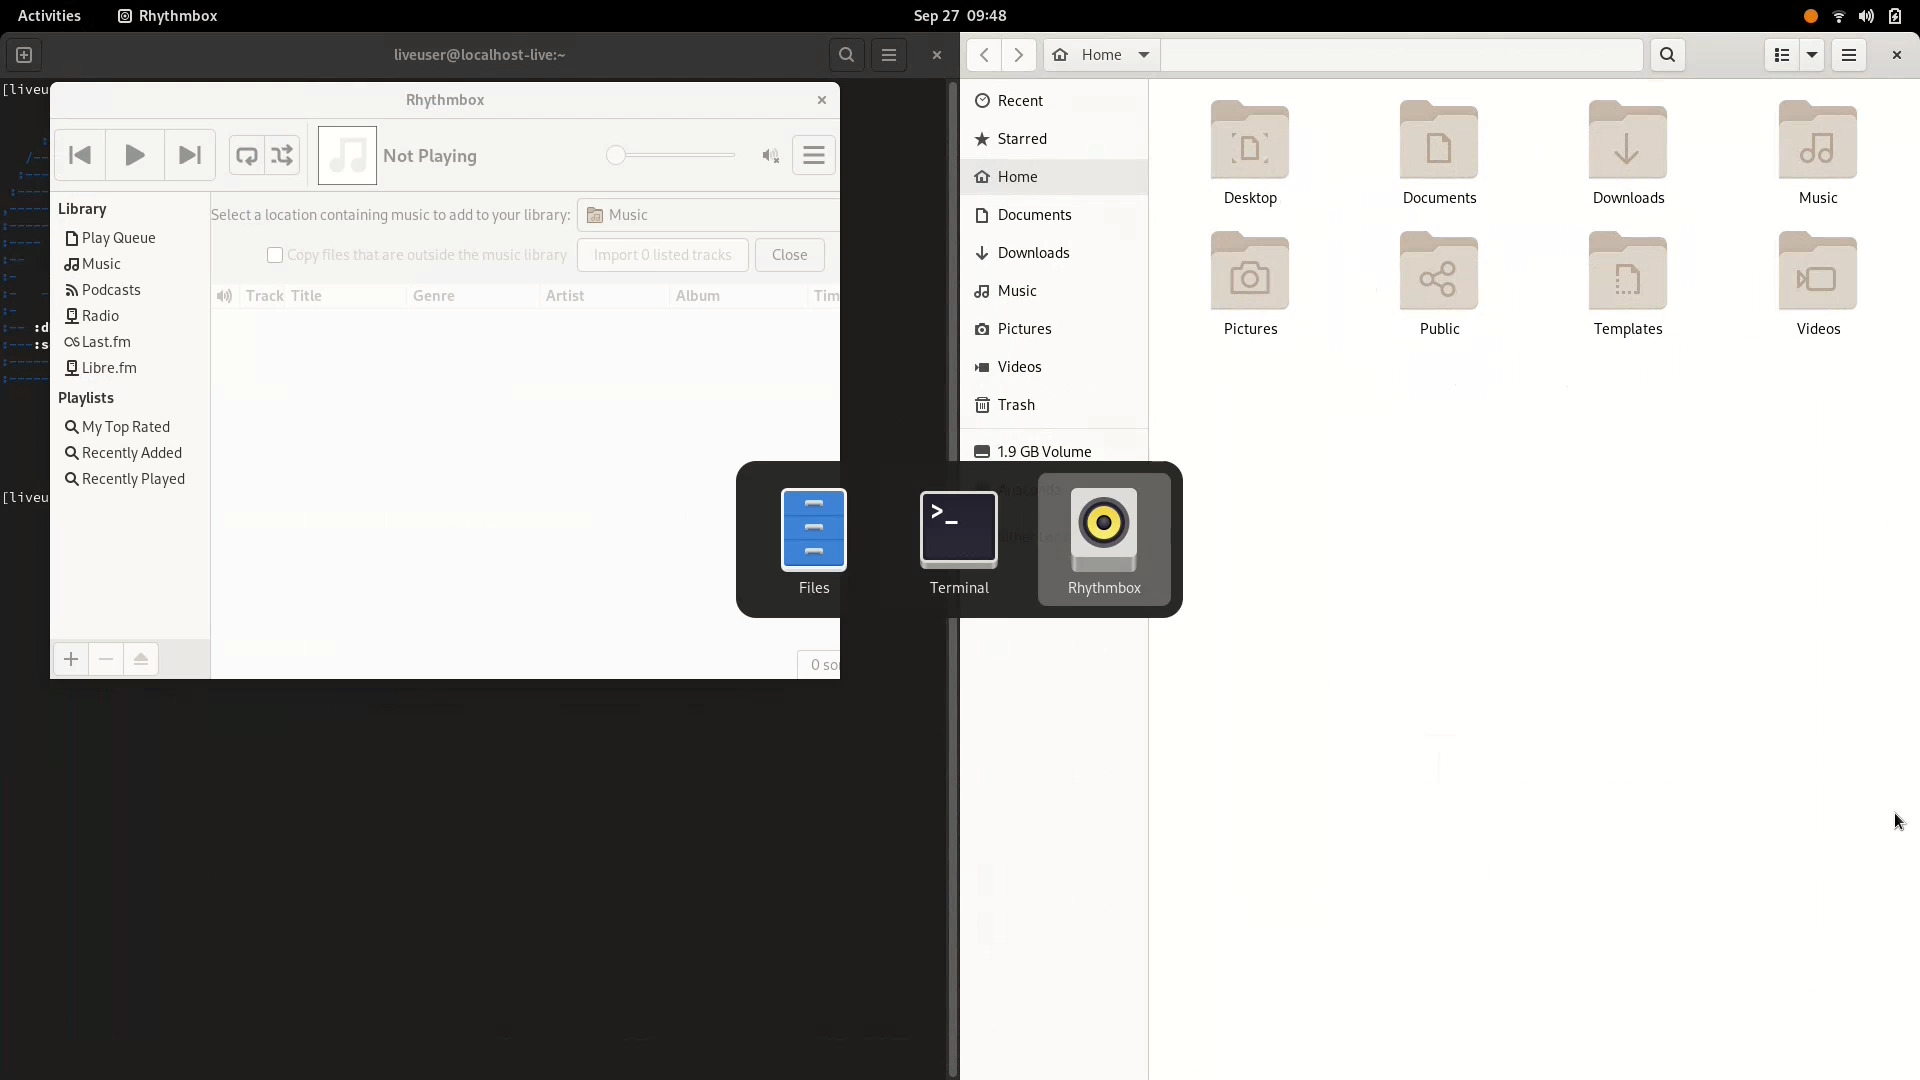 Activities
Rhythmbox
Sep 27 09:48
liveuser@localhost-live:~
[liveu
Rhythmbox
Not Playing
Library
Play Queue
Music
Podcasts
Radio
Last.fm
Libre.fm
Playlists
My Top Rated
Recently Added
Recently Played
Select a location containing music to add to your library:
Music
Copy files that are outside the music library
Import 0 listed tracks
Close
Track Title Genre Artist Album Tim
0 so
:d
:s
[liveu
Home
Recent
Starred
Home
Documents
Downloads
Music
Pictures
Videos
Trash
1.9 GB Volume
Desktop Documents Downloads Music
Pictures Public Templates Videos
>_
Files Terminal Rhythmbox